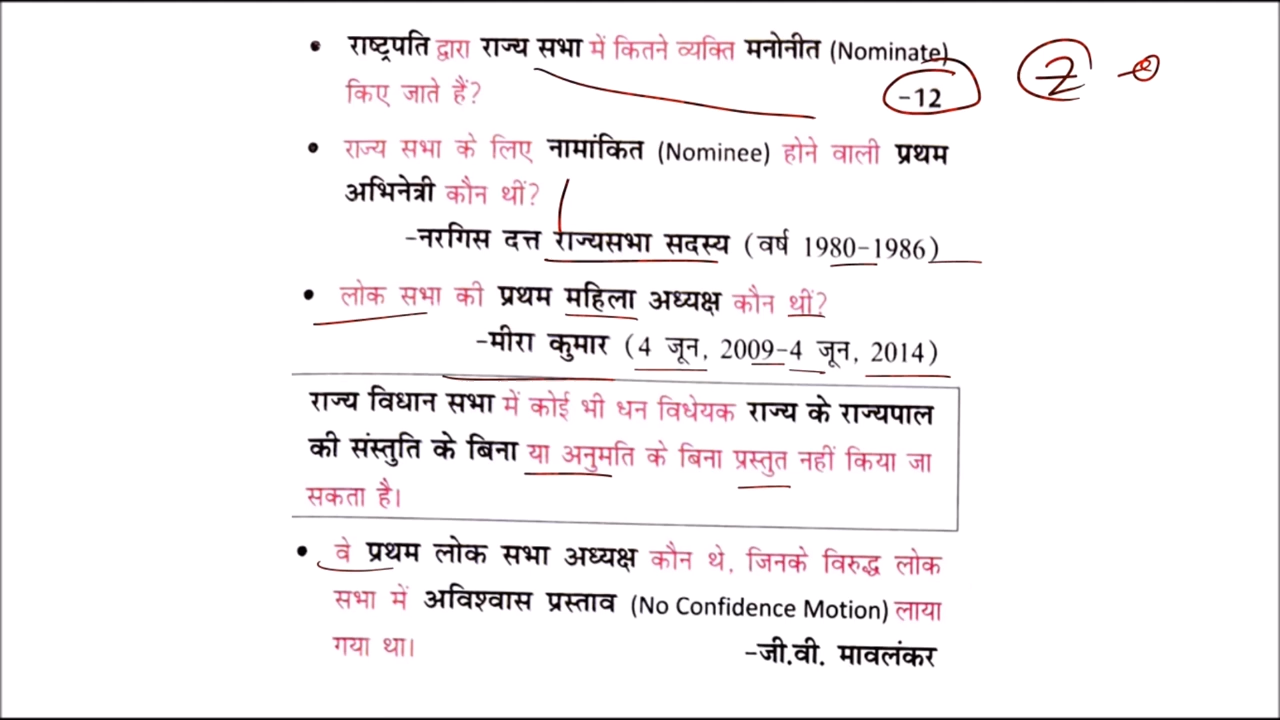 • राष्ट्रपति द्वारा राज्य सभा में कितने व्यक्ति मनोनीत (Nominate)
किए जाते हैं? -12
• राज्य सभा के लिए नामांकित (Nominee) होने वाली प्रथम
अभिनेत्री कौन थीं?
-नरगिस दत्त राज्यसभा सदस्य (वर्ष 1980-1986)
• लोक सभा की प्रथम महिला अध्यक्ष कौन थीं?
-मीरा कुमार (4 जून, 2009-4 जून, 2014)
राज्य विधान सभा में कोई भी धन विधेयक राज्य के राज्यपाल
की संस्तुति के बिना या अनुमति के बिना प्रस्तुत नहीं किया जा
सकता है।
• वे प्रथम लोक सभा अध्यक्ष कौन थे, जिनके विरुद्ध लोक
सभा में अविश्वास प्रस्ताव (No Confidence Motion) लाया
गया था। -जी.वी. मावलंकर